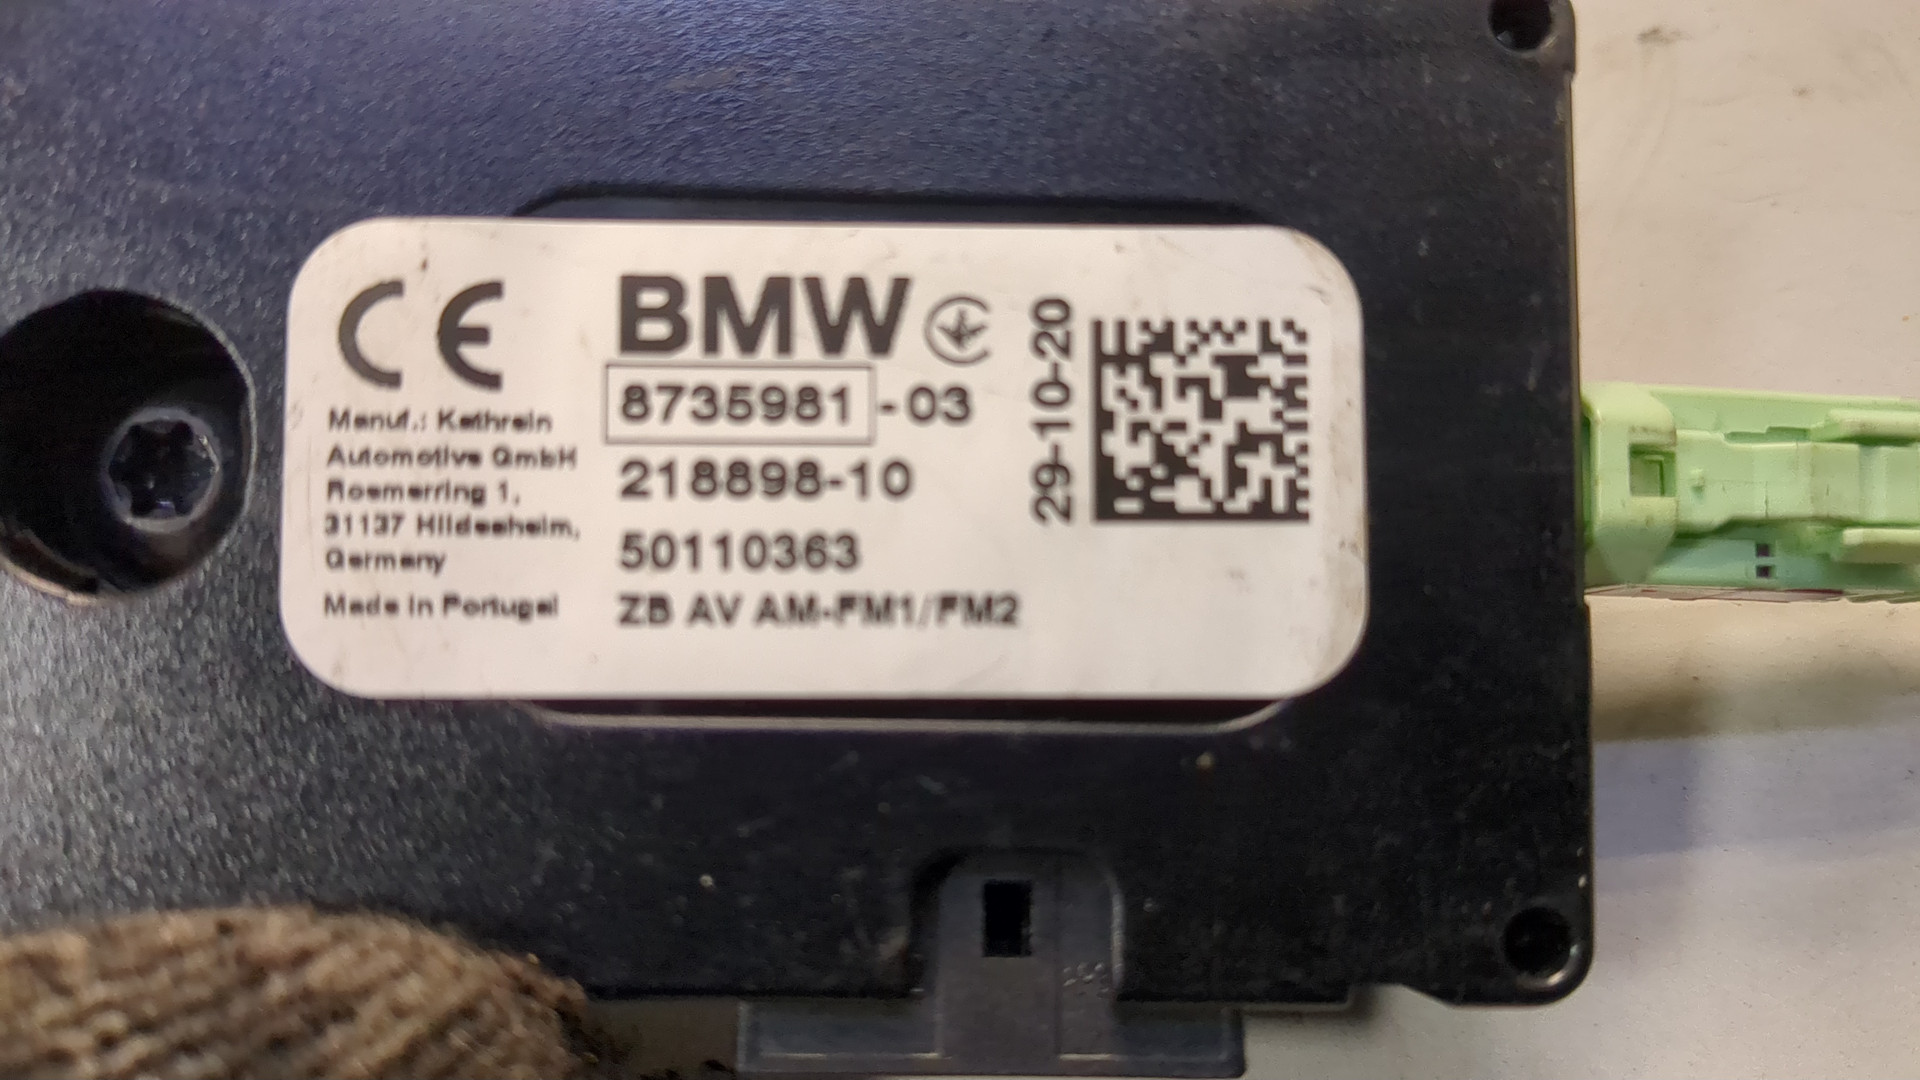 CE
Manuf.: Kathrein
Automotive GmbH
Roemerring 1,
31137 Hildesheim,
Germany
Made in Portugal
BMW
8735981-03
218898-10
50110363
ZB AV AM-FM1/FM2
29-10-20